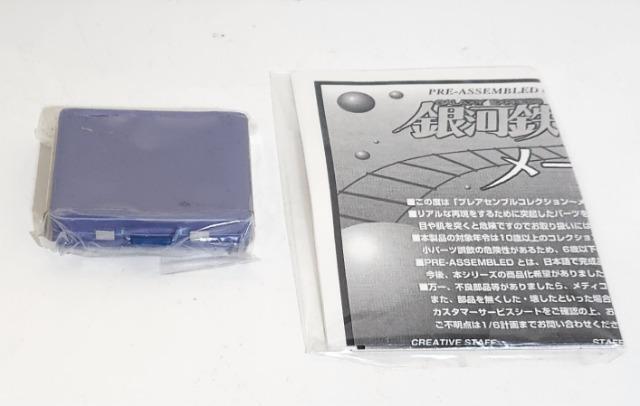 PRE-ASSEMBLED
銀河鉄
メー
■この度は「プレアセンブルコレクション〜メ
■リアルな再現をするために突起したパーツを
目や肌を突くと危険ですのでお取り扱いには
■本製品の対象年令は10歳以上のコレクショ
小パーツ誤飲の危険性があるため、6歳以下
■PRE-ASSEMBLED とは、日本語で完成品
今後、本シリーズの商品化希望がありました
■万一、不良部品等がありましたら、メディコ
また、部品を無くした・壊したといった場合
カスタマーサービスシートをご確認の上、お
ご不明点は1/6計画までお問い合わせくださ
CREATIVE STAFF
STAFF